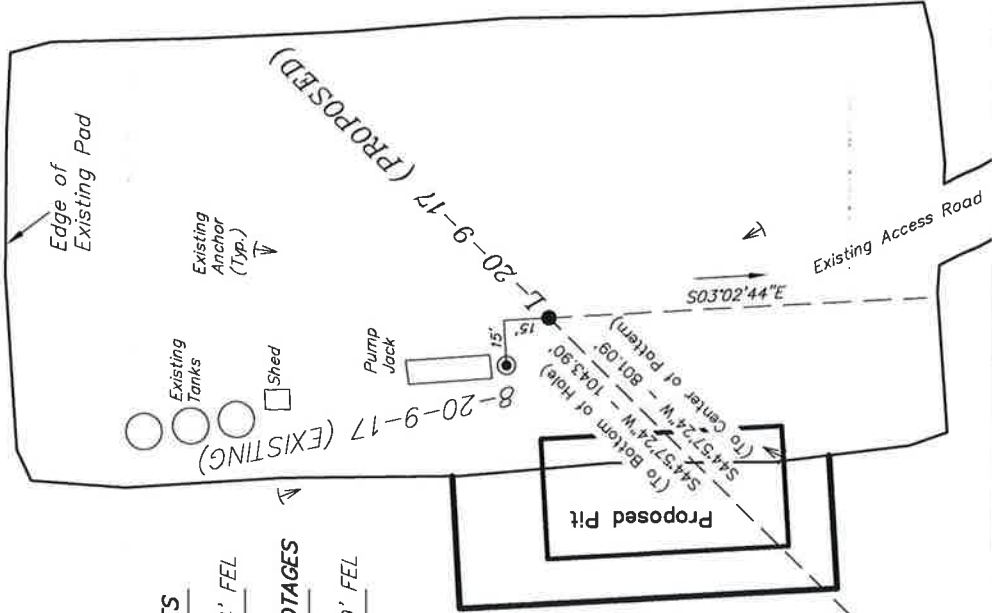 Edge of
Existing Pad
Existing
Anchor
(Typ.)
L-20-9-17 (PROPOSED)
Existing Access Road
S03°02'44"E
15'
15'
Pump
Jack
Existing
Tanks
Shed
8-20-9-17 (EXISTING)
S44°57'24"W - 801.09'
(To Center of Pattern)
S44°57'24"W - 1043.90'
(To Bottom of Hole)
Proposed Pit
TS
' FEL
OTAGES
' FEL